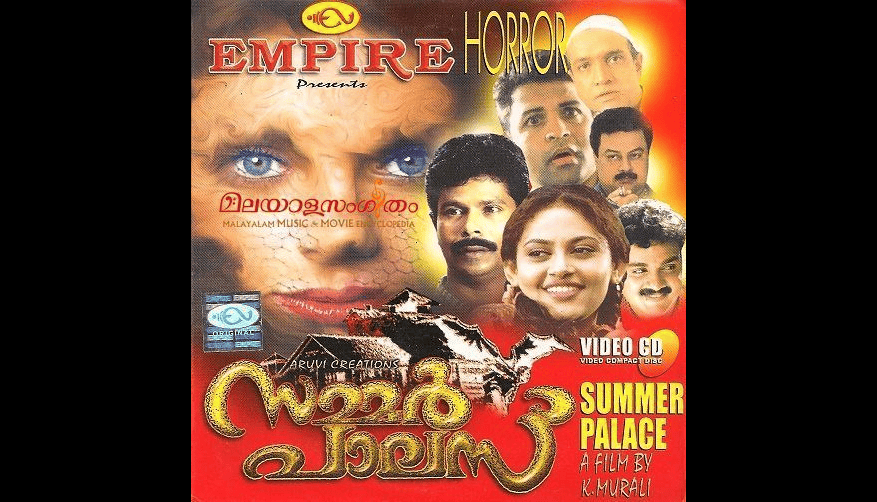 EMPIRE
HORROR
Presents
മലയാളസംഗീതം
MALAYALAM MUSIC & MOVIE ENCYCLOPEDIA
ORIGINAL
ARUVI CREATIONS
സമ്മർ
പാലസ്
VIDEO CD
VIDEO COMPACT DISC
SUMMER
PALACE
A FILM BY
K.MURALI